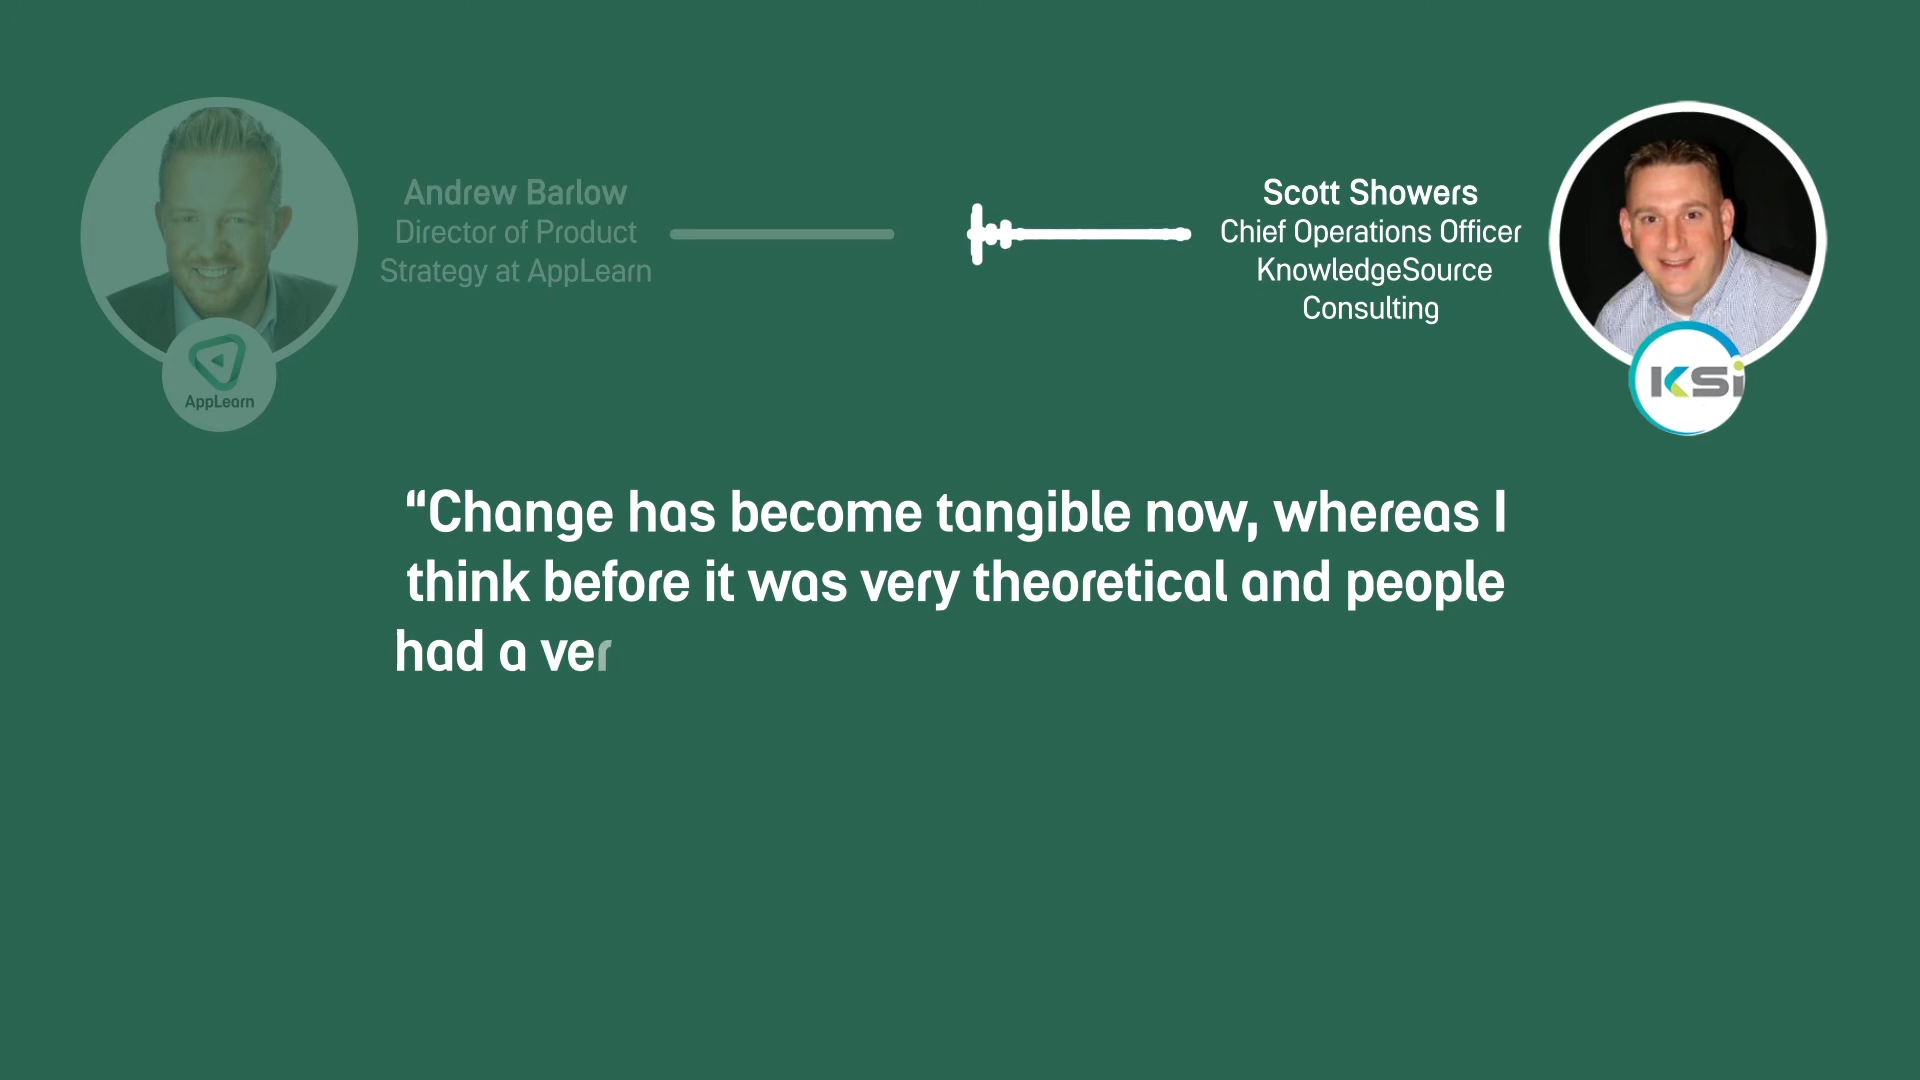 Andrew Barlow
Director of Product
Strategy at AppLearn
AppLearn
Scott Showers
Chief Operations Officer
KnowledgeSource
Consulting
KSi
“Change has become tangible now, whereas I
think before it was very theoretical and people
had a ver